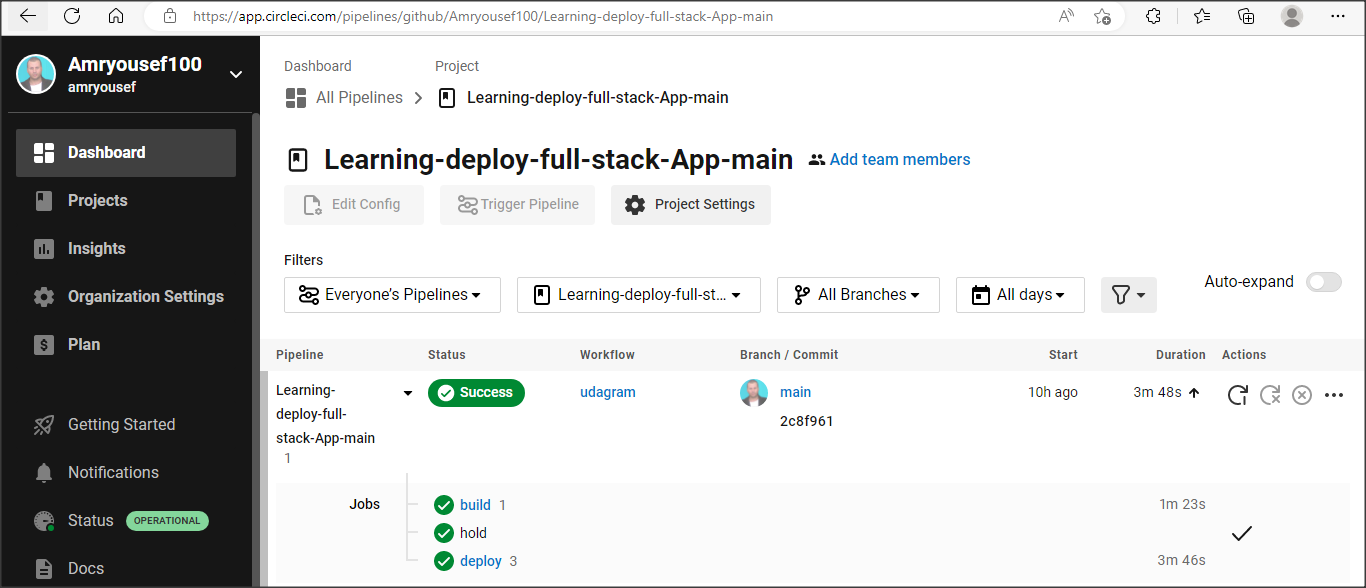 https://app.circleci.com/pipelines/github/Amryousef100/Learning-deploy-full-stack-App-main
Amryousef100
amryousef
Dashboard
Projects
Insights
Organization Settings
Plan
Getting Started
Notifications
Status OPERATIONAL
Docs
Dashboard Project
All Pipelines Learning-deploy-full-stack-App-main
Learning-deploy-full-stack-App-main Add team members
Edit Config Trigger Pipeline Project Settings
Filters
Everyone's Pipelines Learning-deploy-full-st... All Branches All days Auto-expand
Pipeline Status Workflow Branch / Commit Start Duration Actions
Learning- Success udagram main 10h ago 3m 48s
deploy-full- 2c8f961
stack-App-main
1
Jobs build 1 1m 23s
hold
deploy 3 3m 46s